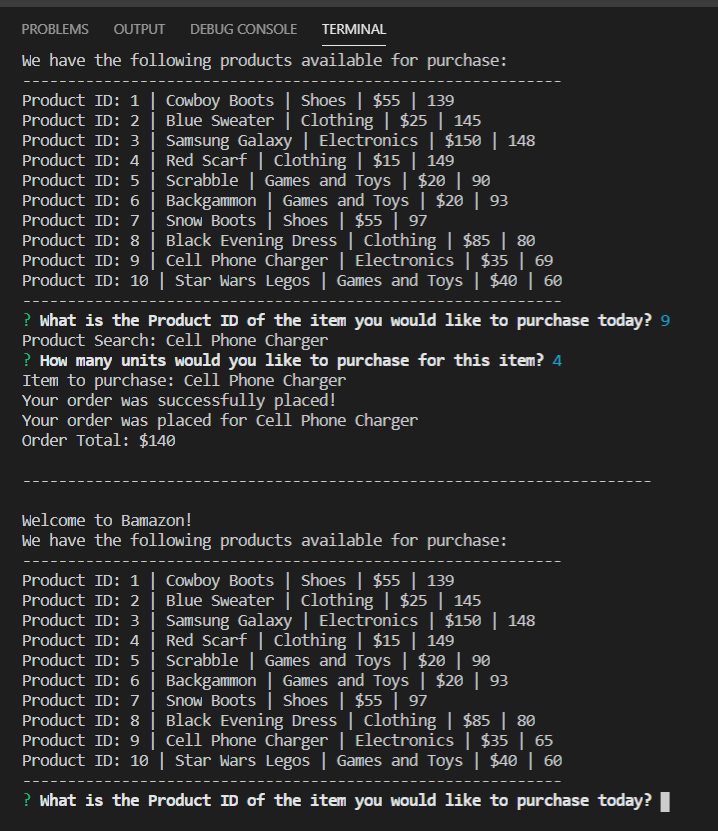 PROBLEMS OUTPUT DEBUG CONSOLE TERMINAL
We have the following products available for purchase:
------------------------------------------------------------
Product ID: 1 | Cowboy Boots | Shoes | $55 | 139
Product ID: 2 | Blue Sweater | Clothing | $25 | 145
Product ID: 3 | Samsung Galaxy | Electronics | $150 | 148
Product ID: 4 | Red Scarf | Clothing | $15 | 149
Product ID: 5 | Scrabble | Games and Toys | $20 | 90
Product ID: 6 | Backgammon | Games and Toys | $20 | 93
Product ID: 7 | Snow Boots | Shoes | $55 | 97
Product ID: 8 | Black Evening Dress | Clothing | $85 | 80
Product ID: 9 | Cell Phone Charger | Electronics | $35 | 69
Product ID: 10 | Star Wars Legos | Games and Toys | $40 | 60
------------------------------------------------------------
? What is the Product ID of the item you would like to purchase today? 9
Product Search: Cell Phone Charger
? How many units would you like to purchase for this item? 4
Item to purchase: Cell Phone Charger
Your order was successfully placed!
Your order was placed for Cell Phone Charger
Order Total: $140
----------------------------------------------------------------------
Welcome to Bamazon!
We have the following products available for purchase:
------------------------------------------------------------
Product ID: 1 | Cowboy Boots | Shoes | $55 | 139
Product ID: 2 | Blue Sweater | Clothing | $25 | 145
Product ID: 3 | Samsung Galaxy | Electronics | $150 | 148
Product ID: 4 | Red Scarf | Clothing | $15 | 149
Product ID: 5 | Scrabble | Games and Toys | $20 | 90
Product ID: 6 | Backgammon | Games and Toys | $20 | 93
Product ID: 7 | Snow Boots | Shoes | $55 | 97
Product ID: 8 | Black Evening Dress | Clothing | $85 | 80
Product ID: 9 | Cell Phone Charger | Electronics | $35 | 65
Product ID: 10 | Star Wars Legos | Games and Toys | $40 | 60
------------------------------------------------------------
? What is the Product ID of the item you would like to purchase today?